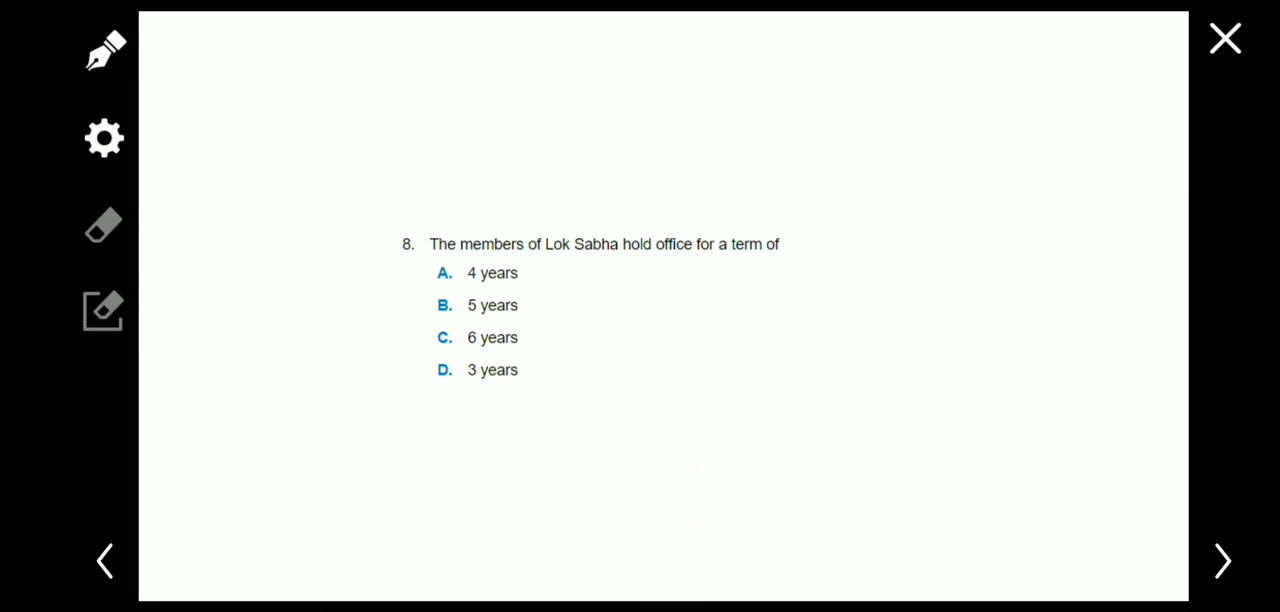 8. The members of Lok Sabha hold office for a term of
A. 4 years
B. 5 years
C. 6 years
D. 3 years